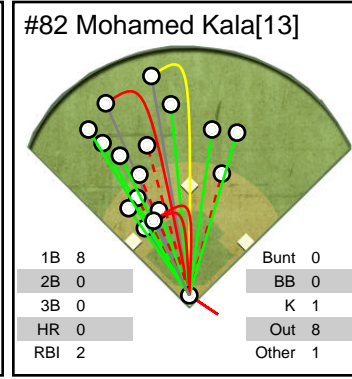 #82 Mohamed Kala[13]
1B 8 Bunt 0
2B 0 BB 0
3B 0 K 1
HR 0 Out 8
RBI 2 Other 1